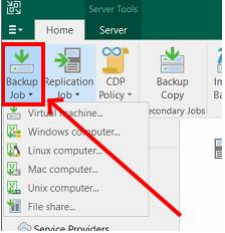 Server Tools
Home Server
Backup Job
Replication Job
CDP Policy
Backup Copy
econdary Jobs
Virtual machine...
Windows computer...
Linux computer...
Mac computer...
Unix computer...
File share...
Service Providers